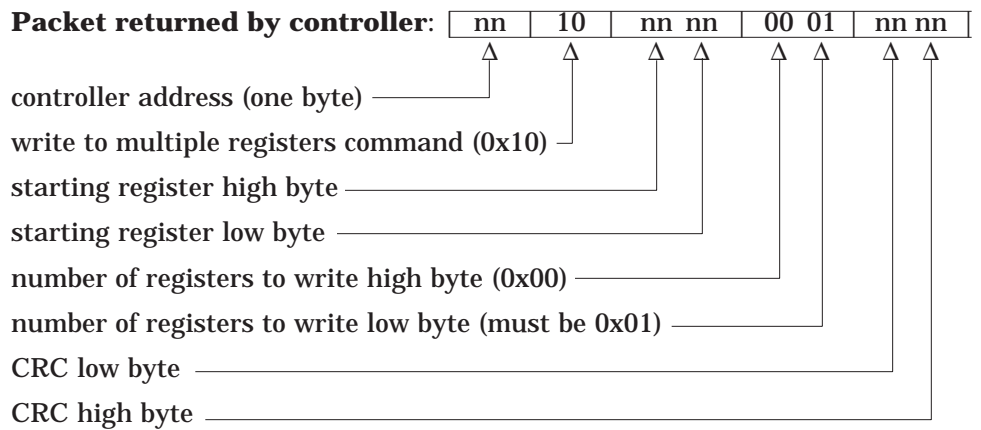 Packet returned by controller: nn 10 nn nn 00 01 nn nn
controller address (one byte)
write to multiple registers command (0x10)
starting register high byte
starting register low byte
number of registers to write high byte (0x00)
number of registers to write low byte (must be 0x01)
CRC low byte
CRC high byte